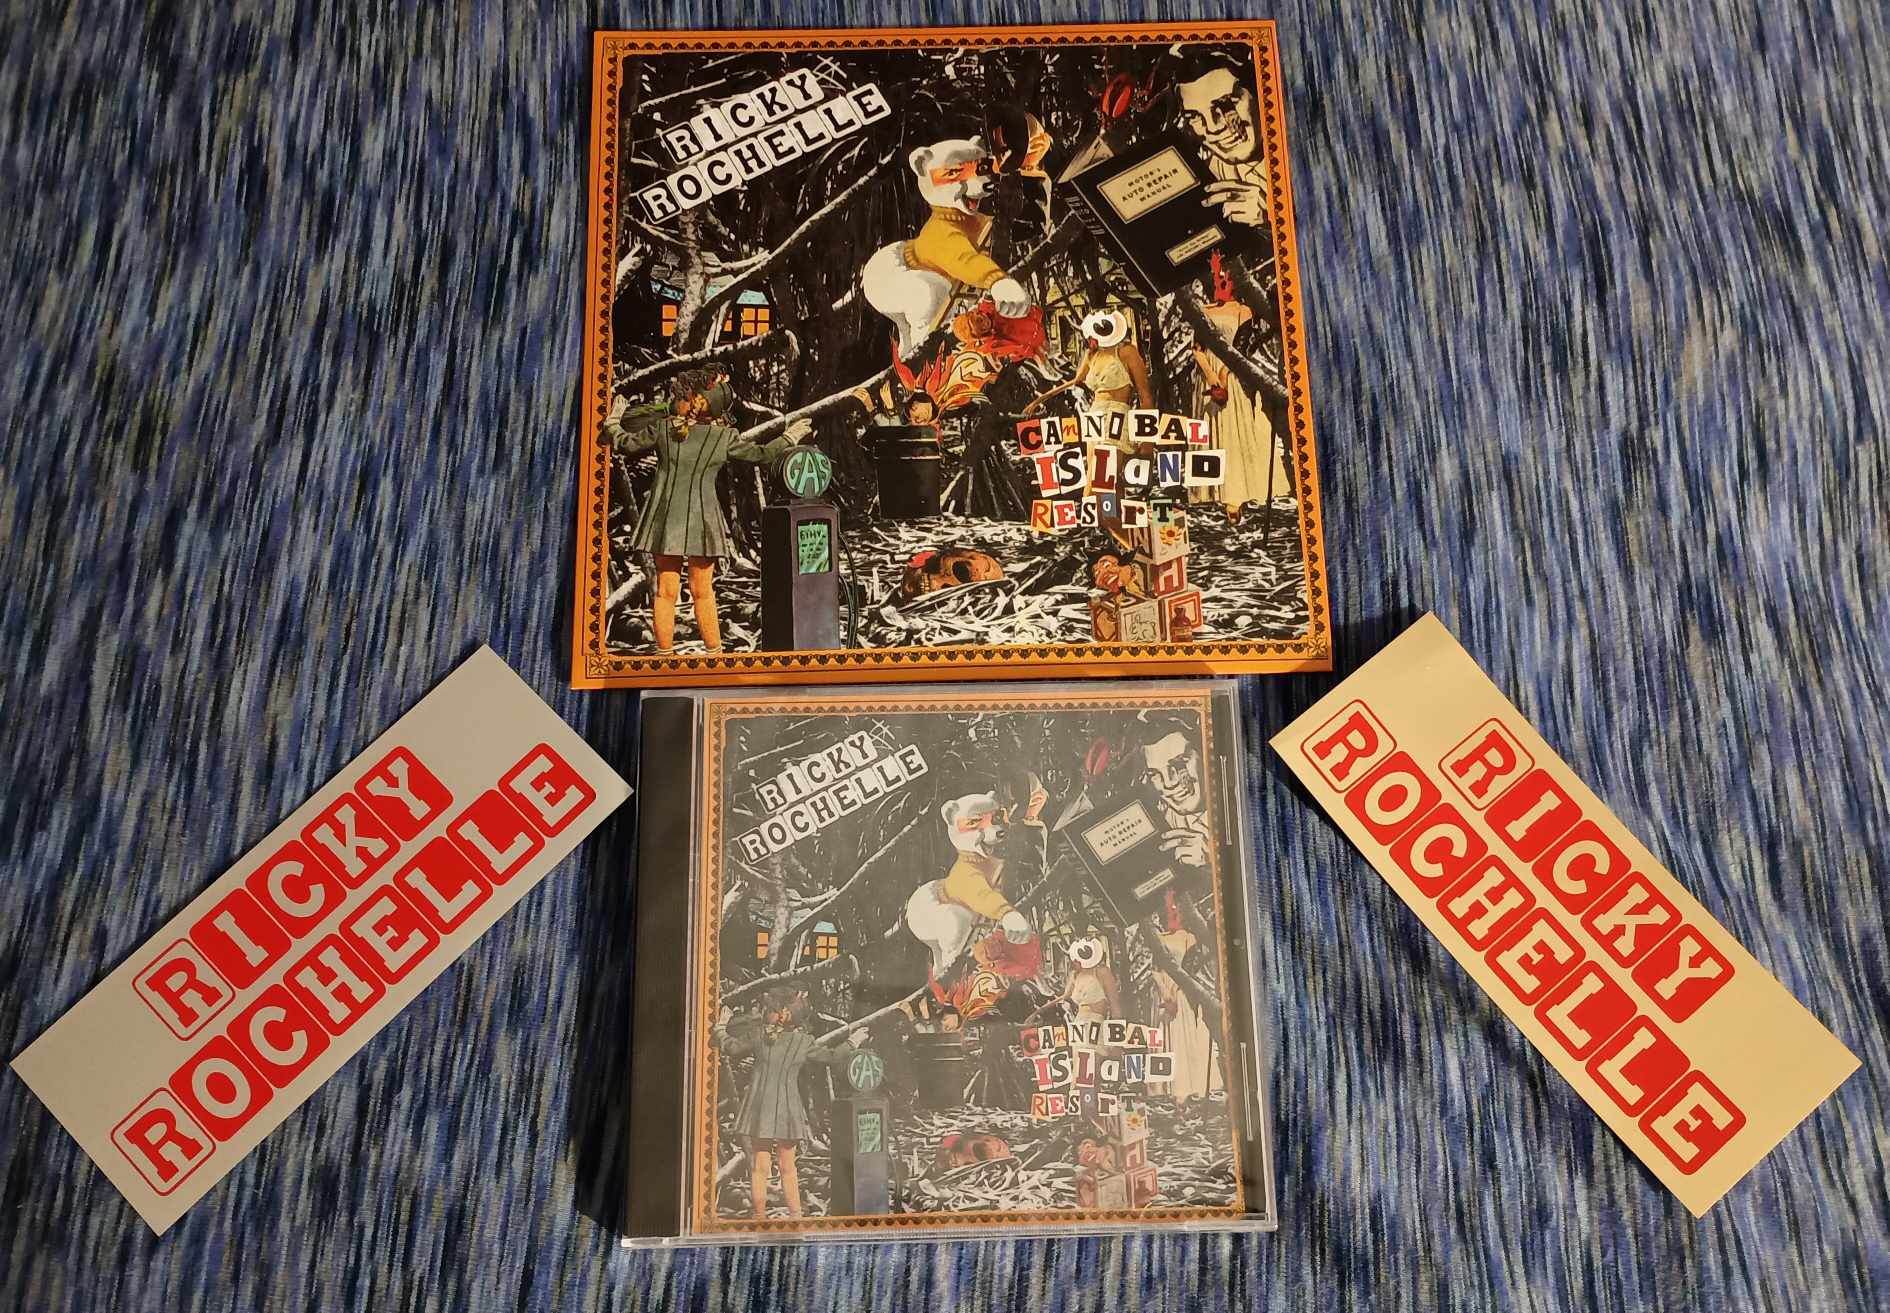 RICKY
ROCHELLE
MOTOR'S
AUTO REPAIR
MANUAL
GAS
CAnNIBAL
ISLaND
RESorT
H
RICKY
ROCHELLE
MOTOR'S
AUTO REPAIR
MANUAL
GAS
CAnNIBAL
ISLaND
RESorT
H
RICKY
ROCHELLE
RICKY
ROCHELLE